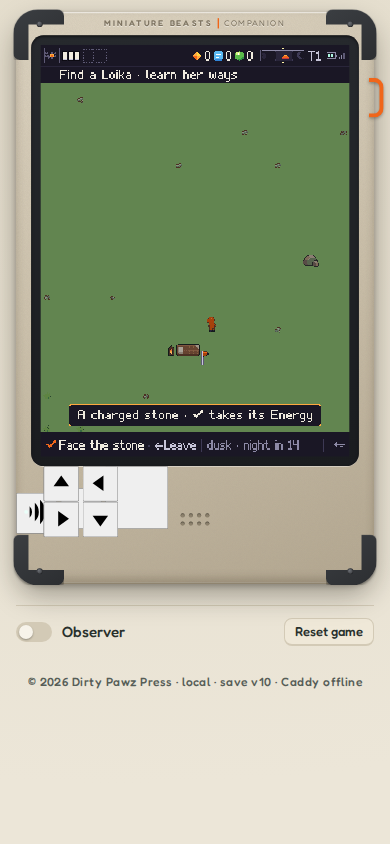 MINIATURE BEASTS | COMPANION
0 0 0 T1
Find a Loika · learn her ways
A charged stone · ✓ takes its Energy
✓ Face the stone · ←Leave | dusk · night in 14
Observer
Reset game
© 2026 Dirty Pawz Press · local · save v10 · Caddy offline